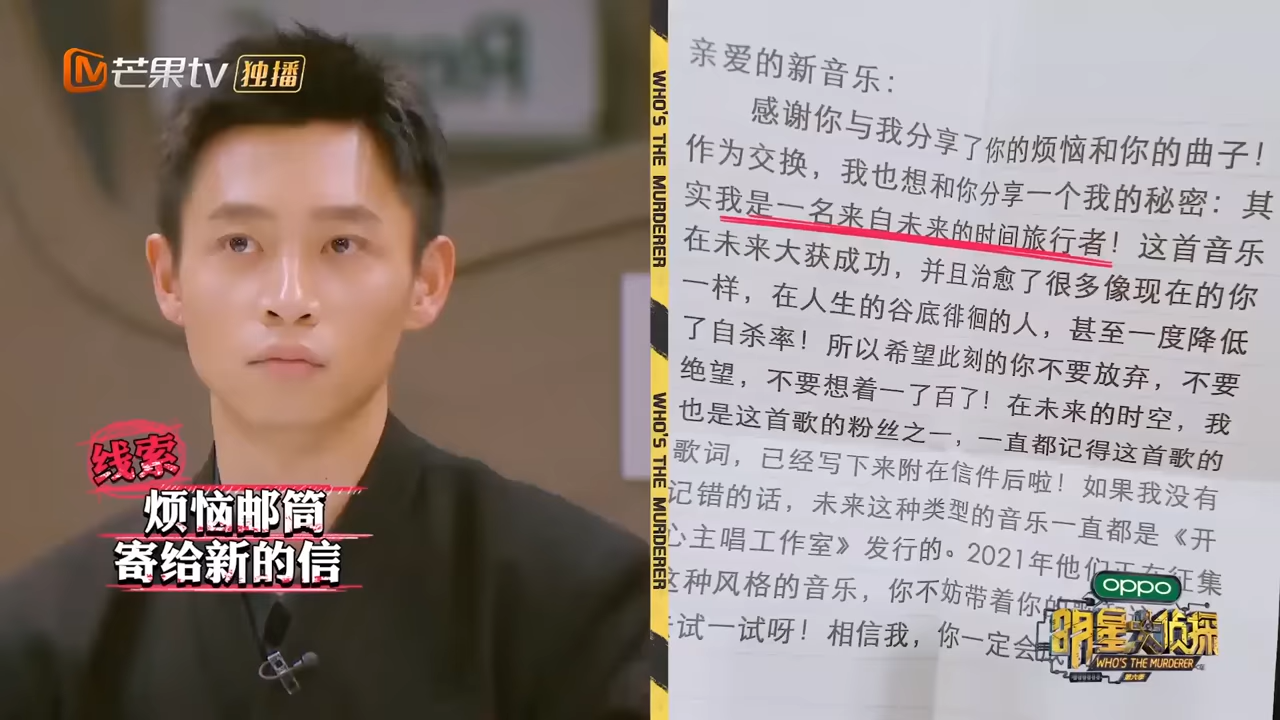 芒果tv 独播
线索
烦恼邮筒
寄给新的信
WHO'S THE MURDERER
WHO'S THE MURDERER
亲爱的新音乐：
感谢你与我分享了你的烦恼和你的曲子！
作为交换，我也想和你分享一个我的秘密：其
实我是一名来自未来的时间旅行者！这首音乐
在未来大获成功，并且治愈了很多像现在的你
一样，在人生的谷底徘徊的人，甚至一度降低
了自杀率！所以希望此刻的你不要放弃，不要
绝望，不要想着一了百了！在未来的时空，我
也是这首歌的粉丝之一，一直都记得这首歌的
歌词，已经写下来附在信件后啦！如果我没有
记错的话，未来这种类型的音乐一直都是《开
心主唱工作室》发行的。2021年他们正在征集
这种风格的音乐，你不妨带着你的
试一试呀！相信我，你一定会
oppo
明星大侦探
WHO'S THE MURDERER
第六季